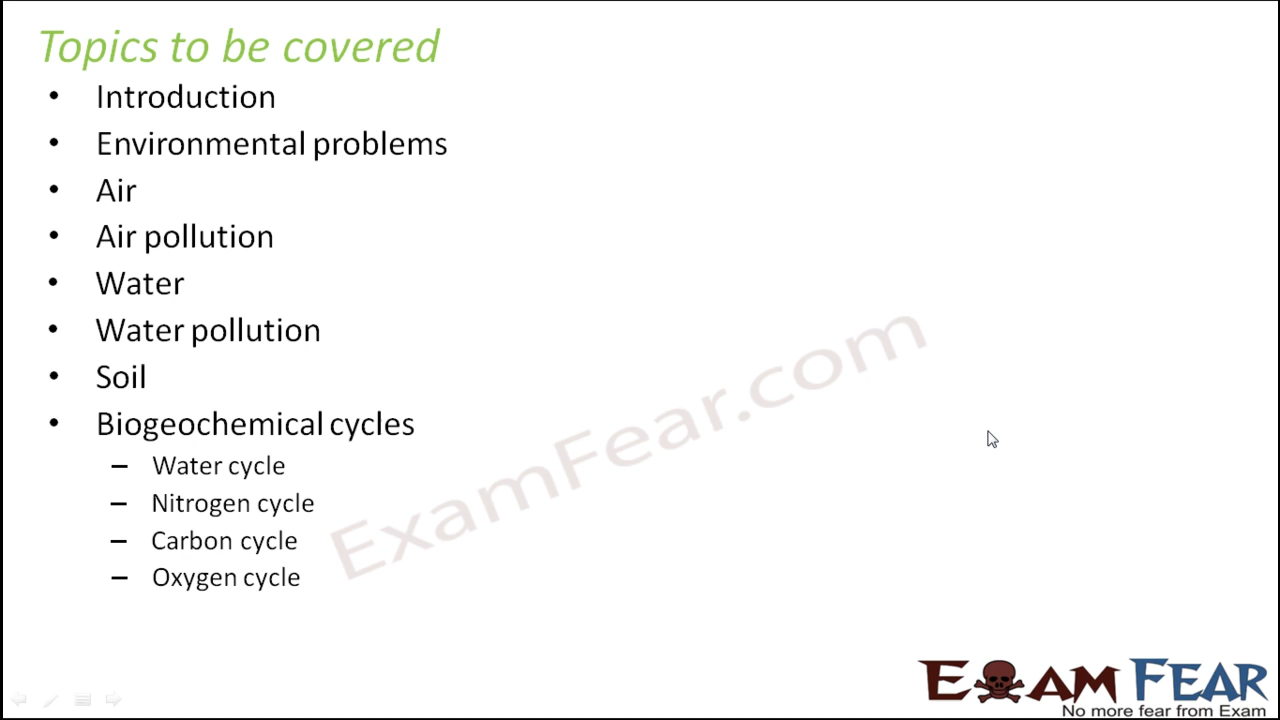 Topics to be covered
• Introduction
• Environmental problems
• Air
• Air pollution
• Water
• Water pollution
• Soil
• Biogeochemical cycles
– Water cycle
– Nitrogen cycle
– Carbon cycle
– Oxygen cycle
ExamFear.com
EXAM FEAR
No more fear from Exam